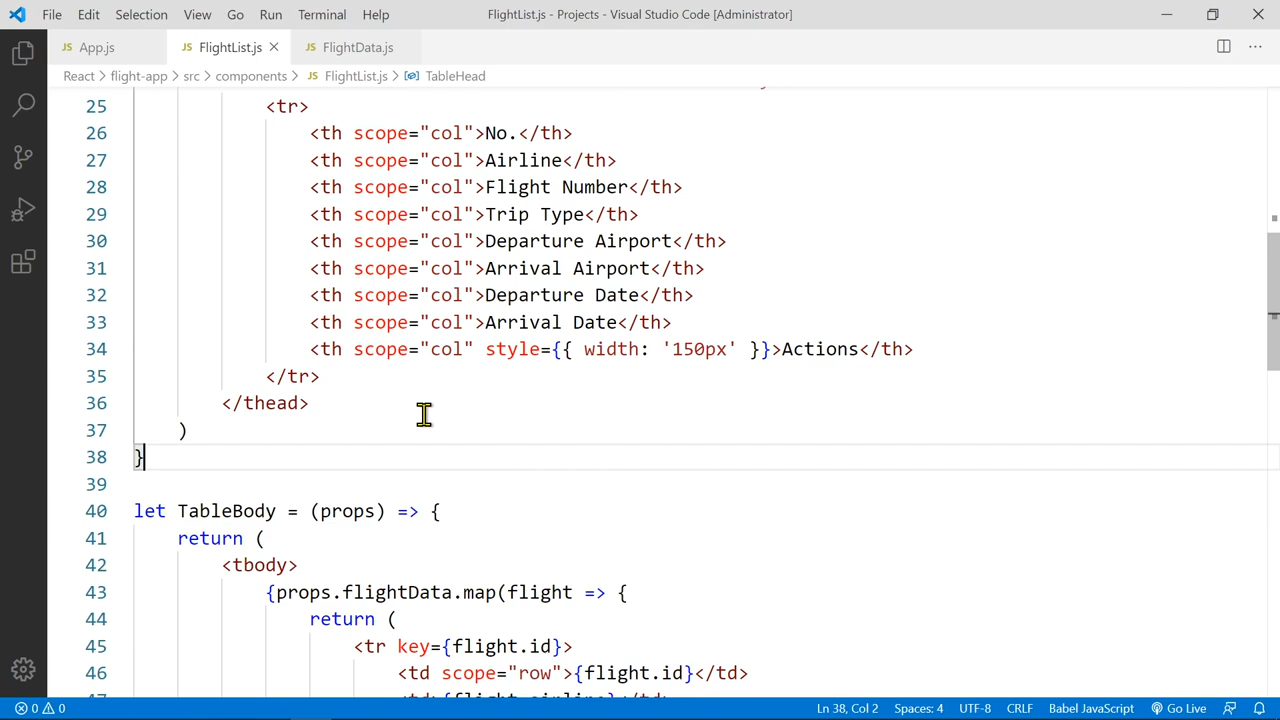 File Edit Selection View Go Run Terminal Help FlightList.js - Projects - Visual Studio Code [Administrator]
JS App.js JS FlightList.js JS FlightData.js
React > flight-app > src > components > JS FlightList.js > TableHead
25 <tr>
26 <th scope="col">No.</th>
27 <th scope="col">Airline</th>
28 <th scope="col">Flight Number</th>
29 <th scope="col">Trip Type</th>
30 <th scope="col">Departure Airport</th>
31 <th scope="col">Arrival Airport</th>
32 <th scope="col">Departure Date</th>
33 <th scope="col">Arrival Date</th>
34 <th scope="col" style={{ width: '150px' }}>Actions</th>
35 </tr>
36 </thead>
37 )
38 }
39
40 let TableBody = (props) => {
41 return (
42 <tbody>
43 {props.flightData.map(flight => {
44 return (
45 <tr key={flight.id}>
46 <td scope="row">{flight.id}</td>
47 <td>{flight.airline}</td>
0 0 Ln 38, Col 2 Spaces: 4 UTF-8 CRLF Babel JavaScript Go Live